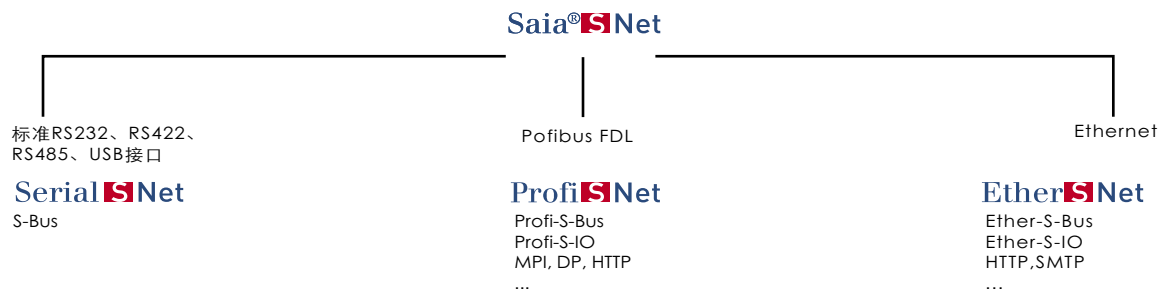 Saia® S Net
标准RS232、RS422、
RS485、USB接口
Serial S Net
S-Bus
Pofibus FDL
Profi S Net
Profi-S-Bus
Profi-S-IO
MPI, DP, HTTP
...
Ethernet
Ether S Net
Ether-S-Bus
Ether-S-IO
HTTP,SMTP
...